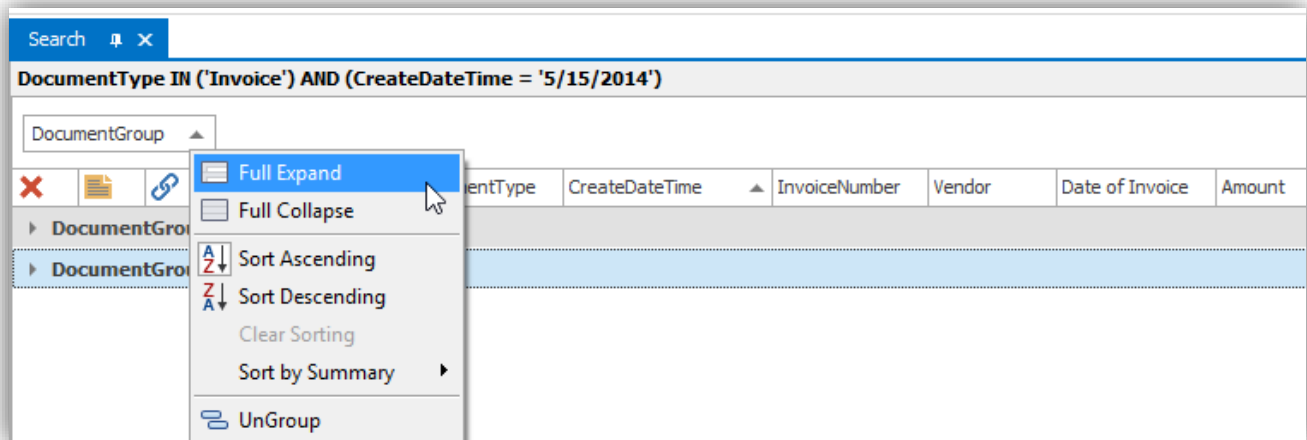 Search
DocumentType IN ('Invoice') AND (CreateDateTime = '5/15/2014')
DocumentGroup
Full Expand
CreateDateTime InvoiceNumber Vendor Date of Invoice Amount
Full Collapse
Sort Ascending
Sort Descending
Clear Sorting
Sort by Summary
UnGroup